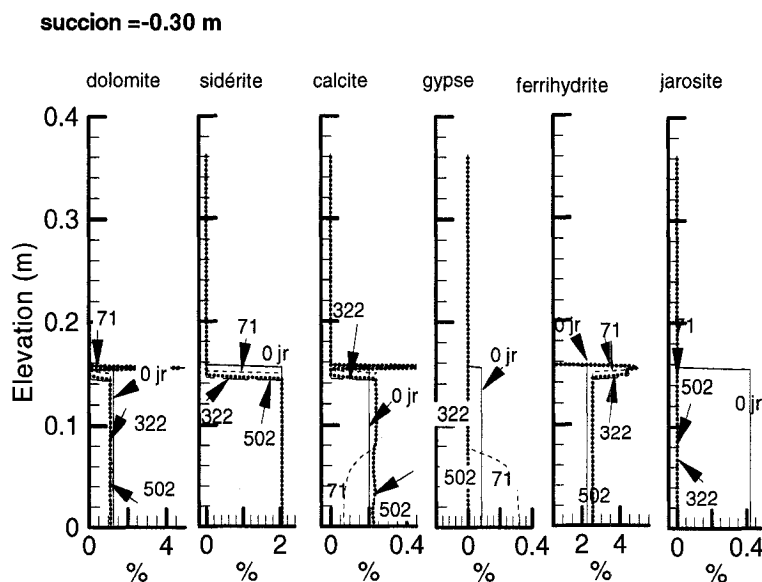 succion =-0.30 m
dolomite sidérite calcite gypse ferrihydrite jarosite
0.4
0.3
0.2
0.1
0
Elevation (m)
71
0 jr
322
502
71
0 jr
322
502
322
0 jr
71
502
0 jr
322
502
71
0 jr
71
322
502
71
502
0 jr
322
0 4 0 2 0 0.4 0 0.4 0 2 4 0 0.4
% % % % % %